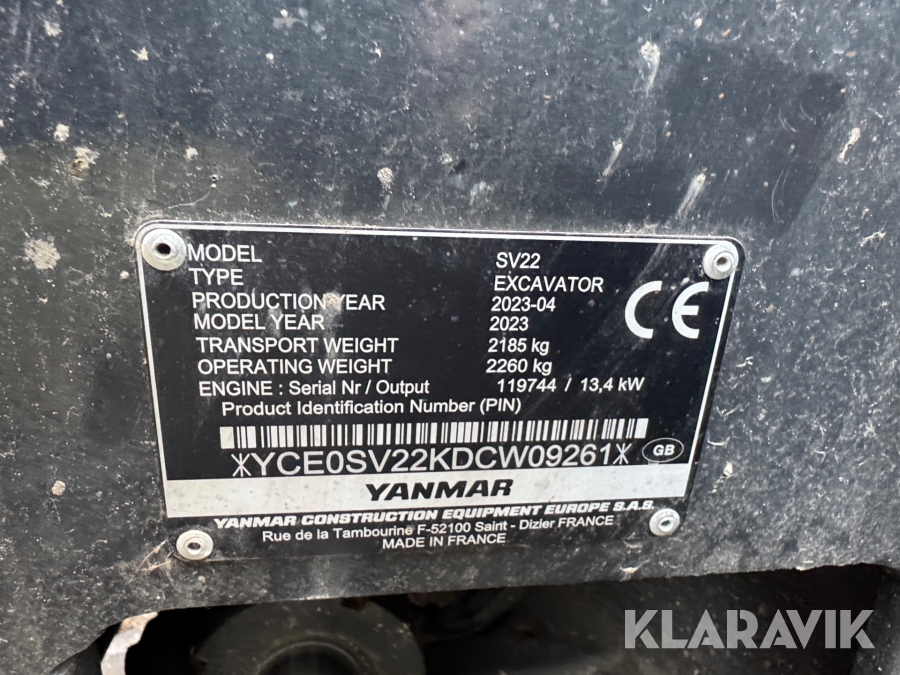 KLARAVIK
MODEL SV22
TYPE EXCAVATOR
PRODUCTION YEAR 2023-04
MODEL YEAR 2023
TRANSPORT WEIGHT 2185 kg
OPERATING WEIGHT 2260 kg
ENGINE : Serial Nr / Output 119744 / 13,4 kW
Product Identification Number (PIN)
CE
*YCE0SV22KDCW09261*
GB
YANMAR
YANMAR CONSTRUCTION EQUIPMENT EUROPE S.A.S.
Rue de la Tambourine F-52100 Saint - Dizier FRANCE
MADE IN FRANCE
KLARAVIK